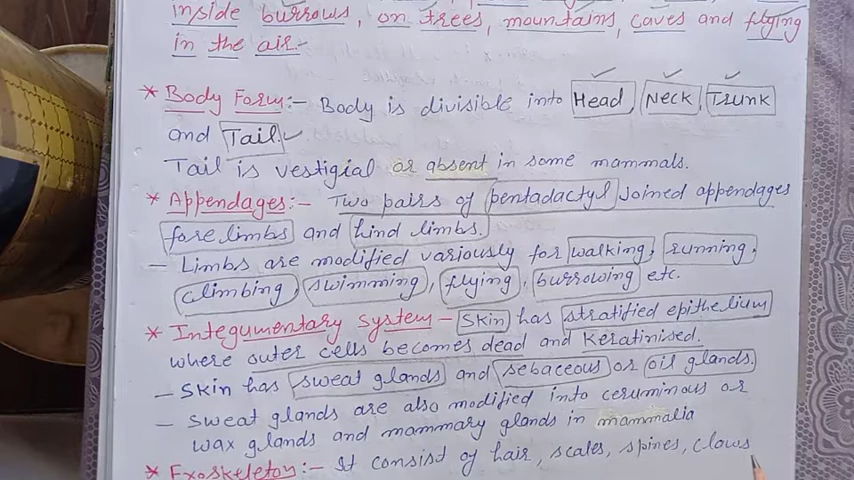 inside burrows, on trees, mountains, caves and flying
in the air.
* Body Form:- Body is divisible into Head, Neck, Trunk
and Tail.
Tail is vestigial or absent in some mammals.
* Appendages:- Two pairs of pentadactyl joined appendages
forelimbs and hind limbs.
- Limbs are modified variously for walking, running,
climbing, swimming, flying, burrowing etc.
* Integumentary System - Skin has stratified epithelium
where outer cells becomes dead and Keratinised.
- Skin has sweat glands and sebaceous or oil glands.
- Sweat glands are also modified into ceruminous or
wax glands and mammary glands in mammalia
* Exoskeleton:- It consist of hair, scales, spines, claws